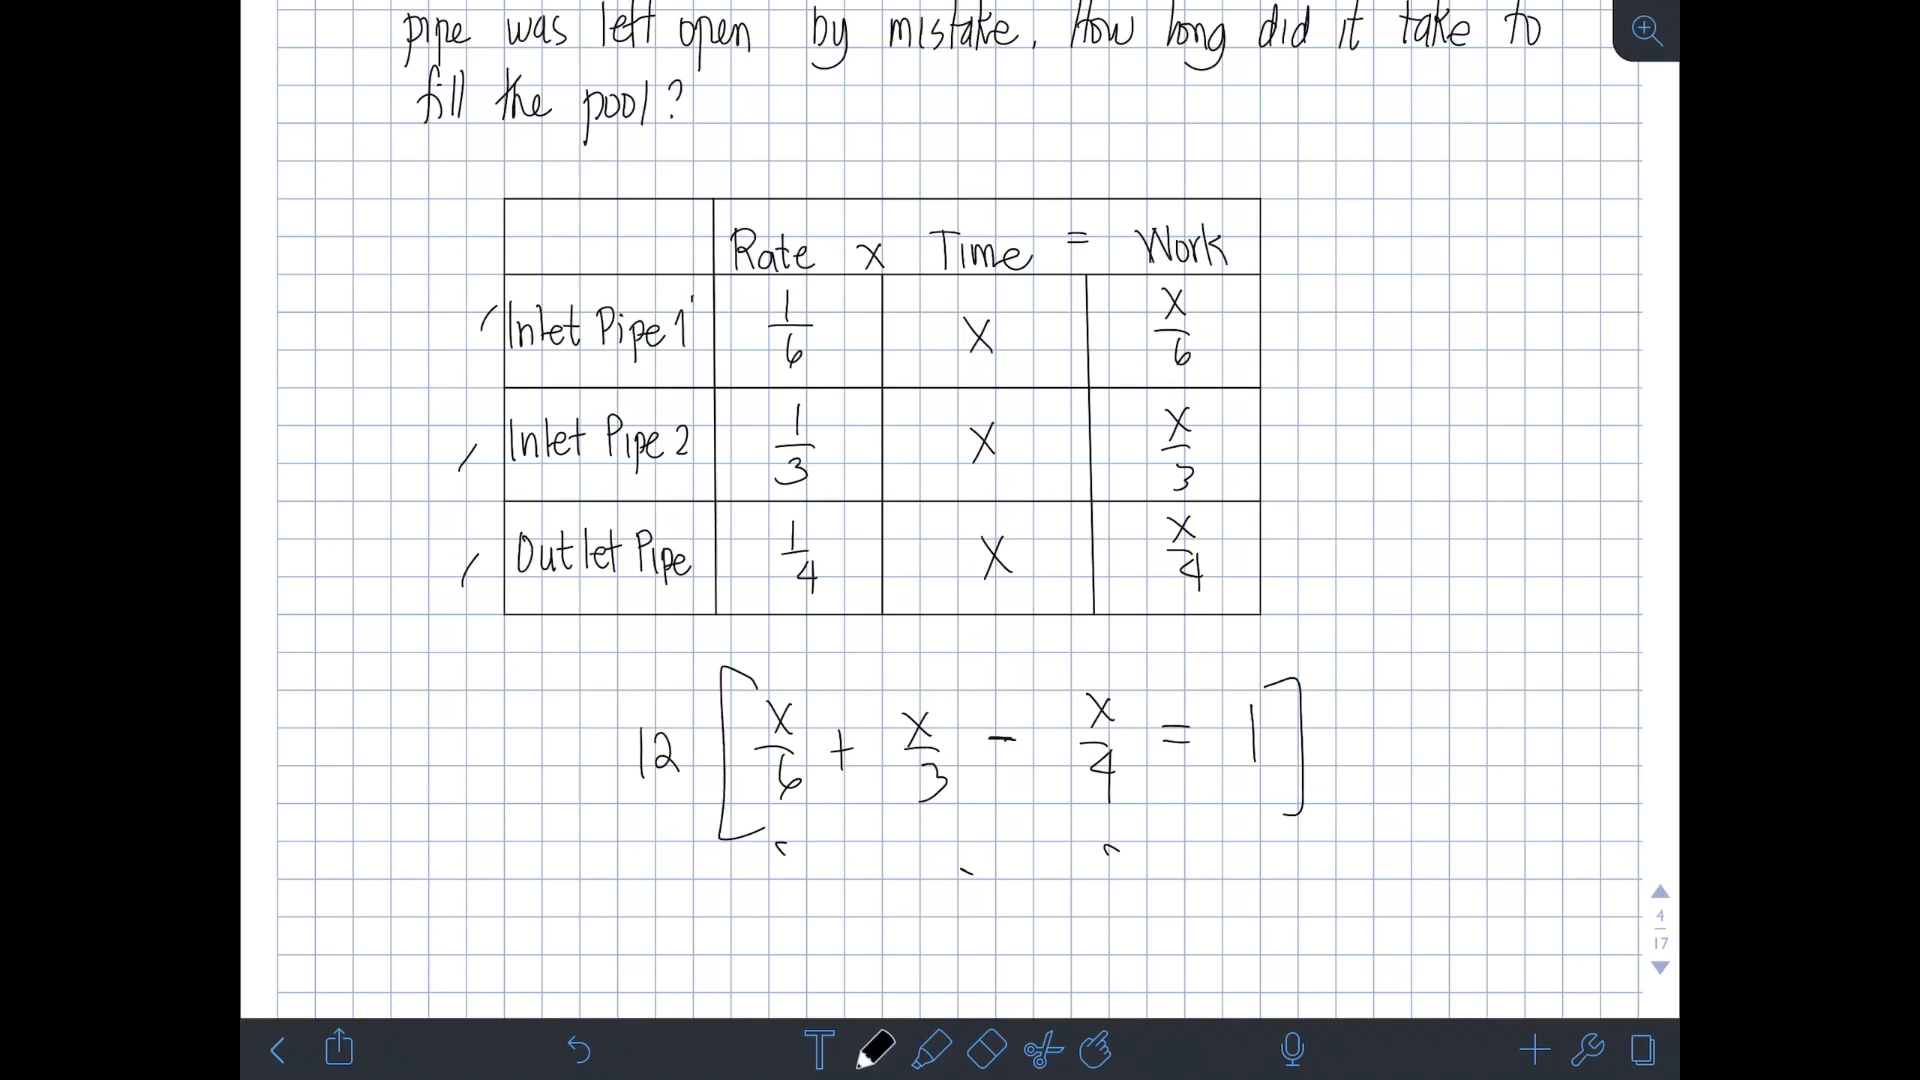 pipe was left open by mistake. How long did it take to
fill the pool?
Rate x Time = Work
Inlet Pipe 1 1/6 x x/6
Inlet Pipe 2 1/3 x x/3
Outlet Pipe 1/4 x x/4
12 [ x/6 + x/3 - x/4 = 1 ]
4
17
T